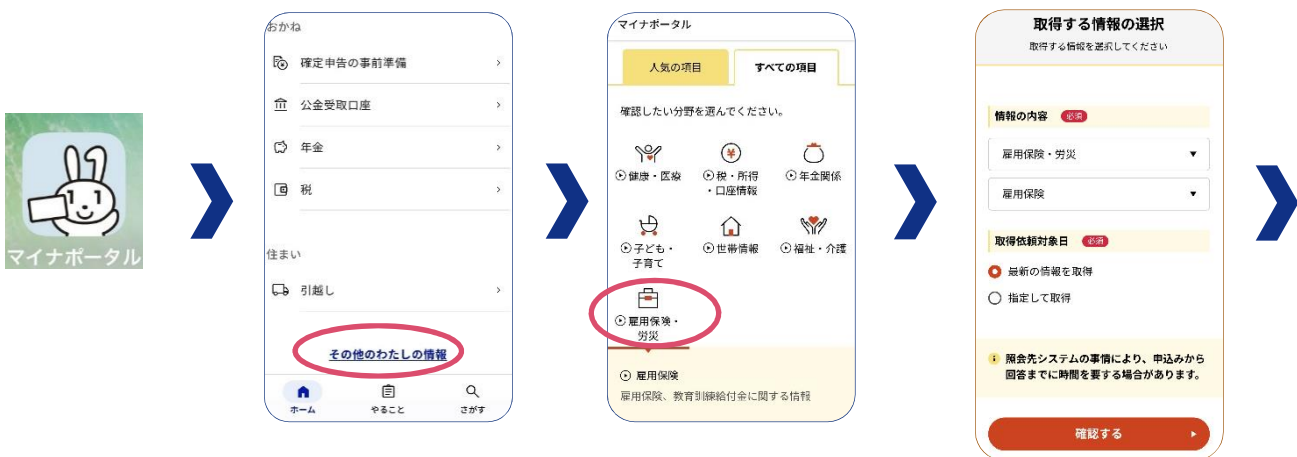 マイナポータル
おかね
確定申告の事前準備
公金受取口座
年金
税
住まい
引越し
その他のわたしの情報
ホーム
やること
さがす
マイナポータル
人気の項目
すべての項目
確認したい分野を選んでください。
健康・医療
税・所得
・口座情報
年金関係
子ども・
子育て
世帯情報
福祉・介護
雇用保険・
労災
雇用保険
雇用保険、教育訓練給付金に関する情報
取得する情報の選択
取得する情報を選択してください
情報の内容 必須
雇用保険・労災
雇用保険
取得依頼対象日 必須
最新の情報を取得
指定して取得
照会先システムの事情により、申込みから
回答までに時間を要する場合があります。
確認する